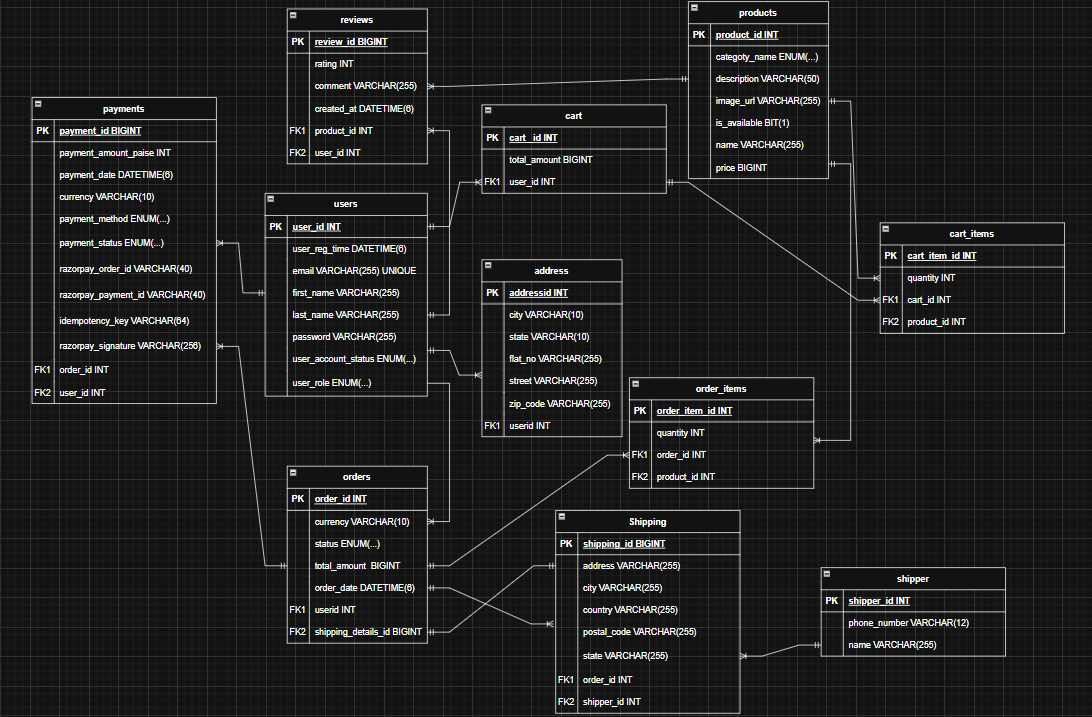 reviews
PK review_id BIGINT
rating INT
comment VARCHAR(255)
created_at DATETIME(6)
FK1 product_id INT
FK2 user_id INT
products
PK product_id INT
categoty_name ENUM(...)
description VARCHAR(50)
image_url VARCHAR(255)
is_available BIT(1)
name VARCHAR(255)
price BIGINT
payments
PK payment_id BIGINT
payment_amount_paise INT
payment_date DATETIME(6)
currency VARCHAR(10)
payment_method ENUM(...)
payment_status ENUM(...)
razorpay_order_id VARCHAR(40)
razorpay_payment_id VARCHAR(40)
idempotency_key VARCHAR(64)
razorpay_signature VARCHAR(256)
FK1 order_id INT
FK2 user_id INT
cart
PK cart_id INT
total_amount BIGINT
FK1 user_id INT
users
PK user_id INT
user_reg_time DATETIME(6)
email VARCHAR(255) UNIQUE
first_name VARCHAR(255)
last_name VARCHAR(255)
password VARCHAR(255)
user_account_status ENUM(...)
user_role ENUM(...)
cart_items
PK cart_item_id INT
quantity INT
FK1 cart_id INT
FK2 product_id INT
address
PK addressid INT
city VARCHAR(10)
state VARCHAR(10)
flat_no VARCHAR(255)
street VARCHAR(255)
zip_code VARCHAR(255)
FK1 userid INT
order_items
PK order_item_id INT
quantity INT
FK1 order_id INT
FK2 product_id INT
orders
PK order_id INT
currency VARCHAR(10)
status ENUM(...)
total_amount BIGINT
order_date DATETIME(6)
FK1 userid INT
FK2 shipping_details_id BIGINT
Shipping
PK shipping_id BIGINT
address VARCHAR(255)
city VARCHAR(255)
country VARCHAR(255)
postal_code VARCHAR(255)
state VARCHAR(255)
FK1 order_id INT
FK2 shipper_id INT
shipper
PK shipper_id INT
phone_number VARCHAR(12)
name VARCHAR(255)